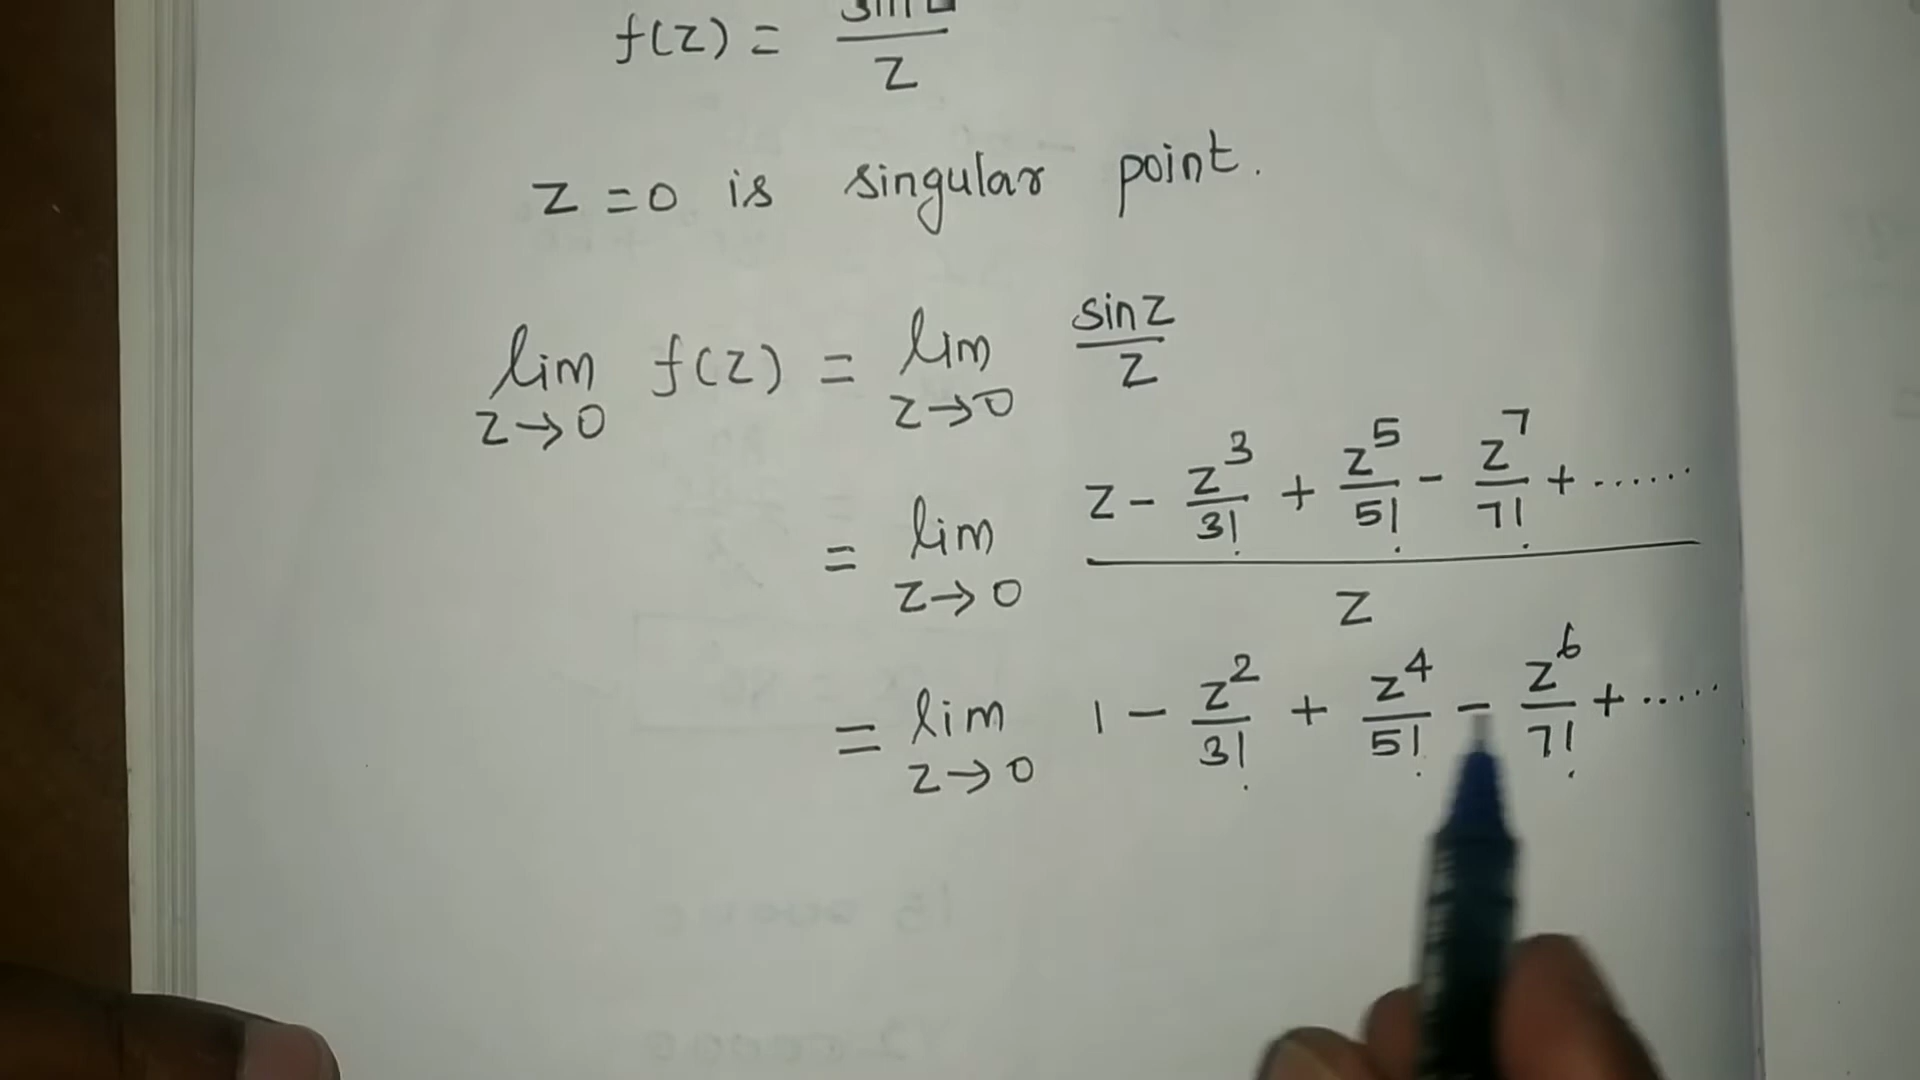 f(z) = sin z / z
z = 0 is singular point.
lim z→0 f(z) = lim z→0 sin z / z
= lim z→0 (z - z^3/3! + z^5/5! - z^7/7! + ......) / z
= lim z→0 1 - z^2/3! + z^4/5! - z^6/7! + .....